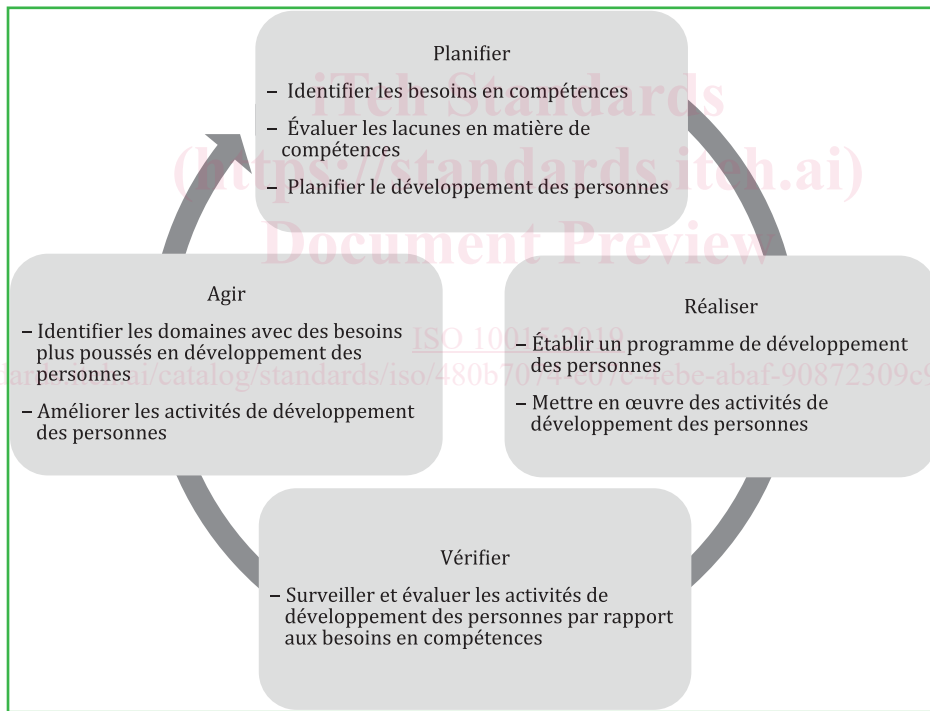 Planifier
– Identifier les besoins en compétences
– Évaluer les lacunes en matière de
compétences
– Planifier le développement des personnes
iTeh Standards
(https://standards.iteh.ai)
Document Preview
Réaliser
– Établir un programme de développement
des personnes
– Mettre en œuvre des activités de
développement des personnes
Vérifier
– Surveiller et évaluer les activités de
développement des personnes par rapport
aux besoins en compétences
Agir
– Identifier les domaines avec des besoins
plus poussés en développement des
personnes
– Améliorer les activités de développement
des personnes
ISO 10015:2019